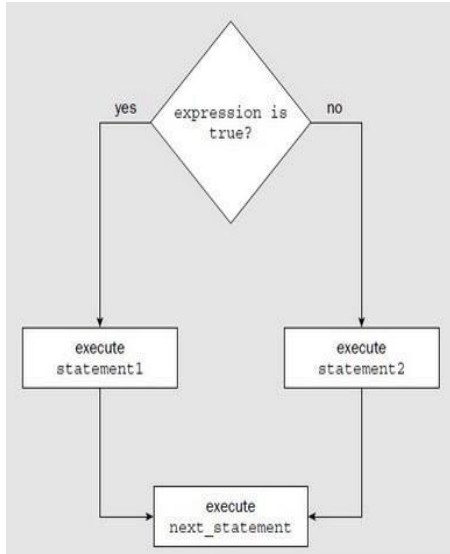 expression is
true?
yes
no
execute
statement1
execute
statement2
execute
next_statement